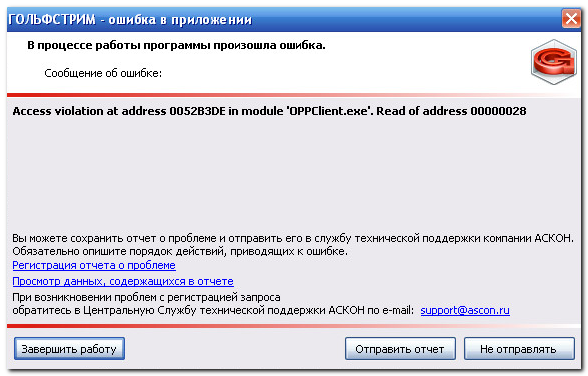 ГОЛЬФСТРИМ - ошибка в приложении
В процессе работы программы произошла ошибка.
Сообщение об ошибке:
Access violation at address 0052B3DE in module 'OPPClient.exe'. Read of address 00000028
Вы можете сохранить отчет о проблеме и отправить его в службу технической поддержки компании АСКОН.
Обязательно опишите порядок действий, приводящих к ошибке.
Регистрация отчета о проблеме
Просмотр данных, содержащихся в отчете
При возникновении проблем с регистрацией запроса
обратитесь в Центральную Службу технической поддержки АСКОН по e-mail: support@ascon.ru
Завершить работу Отправить отчет Не отправлять